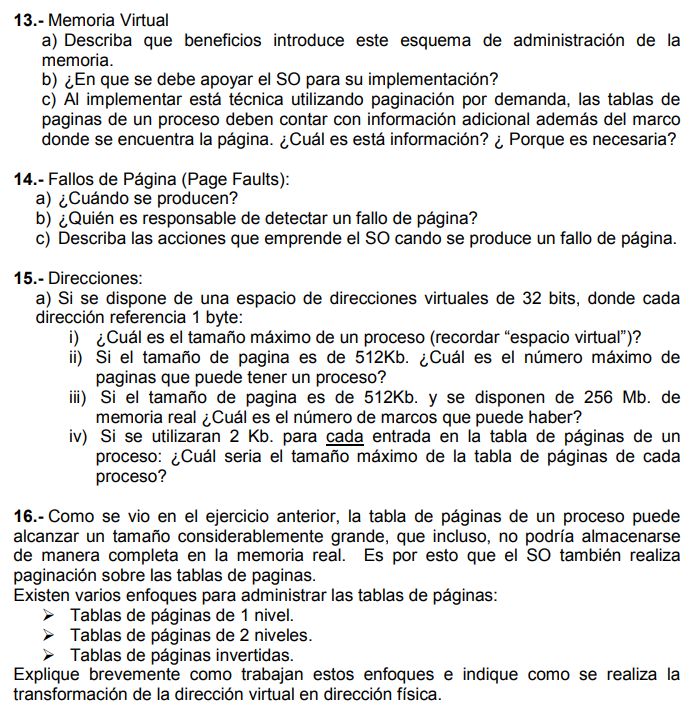 13.- Memoria Virtual
a) Describa que beneficios introduce este esquema de administración de la
memoria.
b) ¿En que se debe apoyar el SO para su implementación?
c) Al implementar está técnica utilizando paginación por demanda, las tablas de
paginas de un proceso deben contar con información adicional además del marco
donde se encuentra la página. ¿Cuál es está información? ¿ Porque es necesaria?
14.- Fallos de Página (Page Faults):
a) ¿Cuándo se producen?
b) ¿Quién es responsable de detectar un fallo de página?
c) Describa las acciones que emprende el SO cando se produce un fallo de página.
15.- Direcciones:
a) Si se dispone de una espacio de direcciones virtuales de 32 bits, donde cada
dirección referencia 1 byte:
i) ¿Cuál es el tamaño máximo de un proceso (recordar “espacio virtual”)?
ii) Si el tamaño de pagina es de 512Kb. ¿Cuál es el número máximo de
paginas que puede tener un proceso?
iii) Si el tamaño de pagina es de 512Kb. y se disponen de 256 Mb. de
memoria real ¿Cuál es el número de marcos que puede haber?
iv) Si se utilizaran 2 Kb. para cada entrada en la tabla de páginas de un
proceso: ¿Cuál seria el tamaño máximo de la tabla de páginas de cada
proceso?
16.- Como se vio en el ejercicio anterior, la tabla de páginas de un proceso puede
alcanzar un tamaño considerablemente grande, que incluso, no podría almacenarse
de manera completa en la memoria real. Es por esto que el SO también realiza
paginación sobre las tablas de paginas.
Existen varios enfoques para administrar las tablas de páginas:
➢ Tablas de páginas de 1 nivel.
➢ Tablas de páginas de 2 niveles.
➢ Tablas de páginas invertidas.
Explique brevemente como trabajan estos enfoques e indique como se realiza la
transformación de la dirección virtual en dirección física.